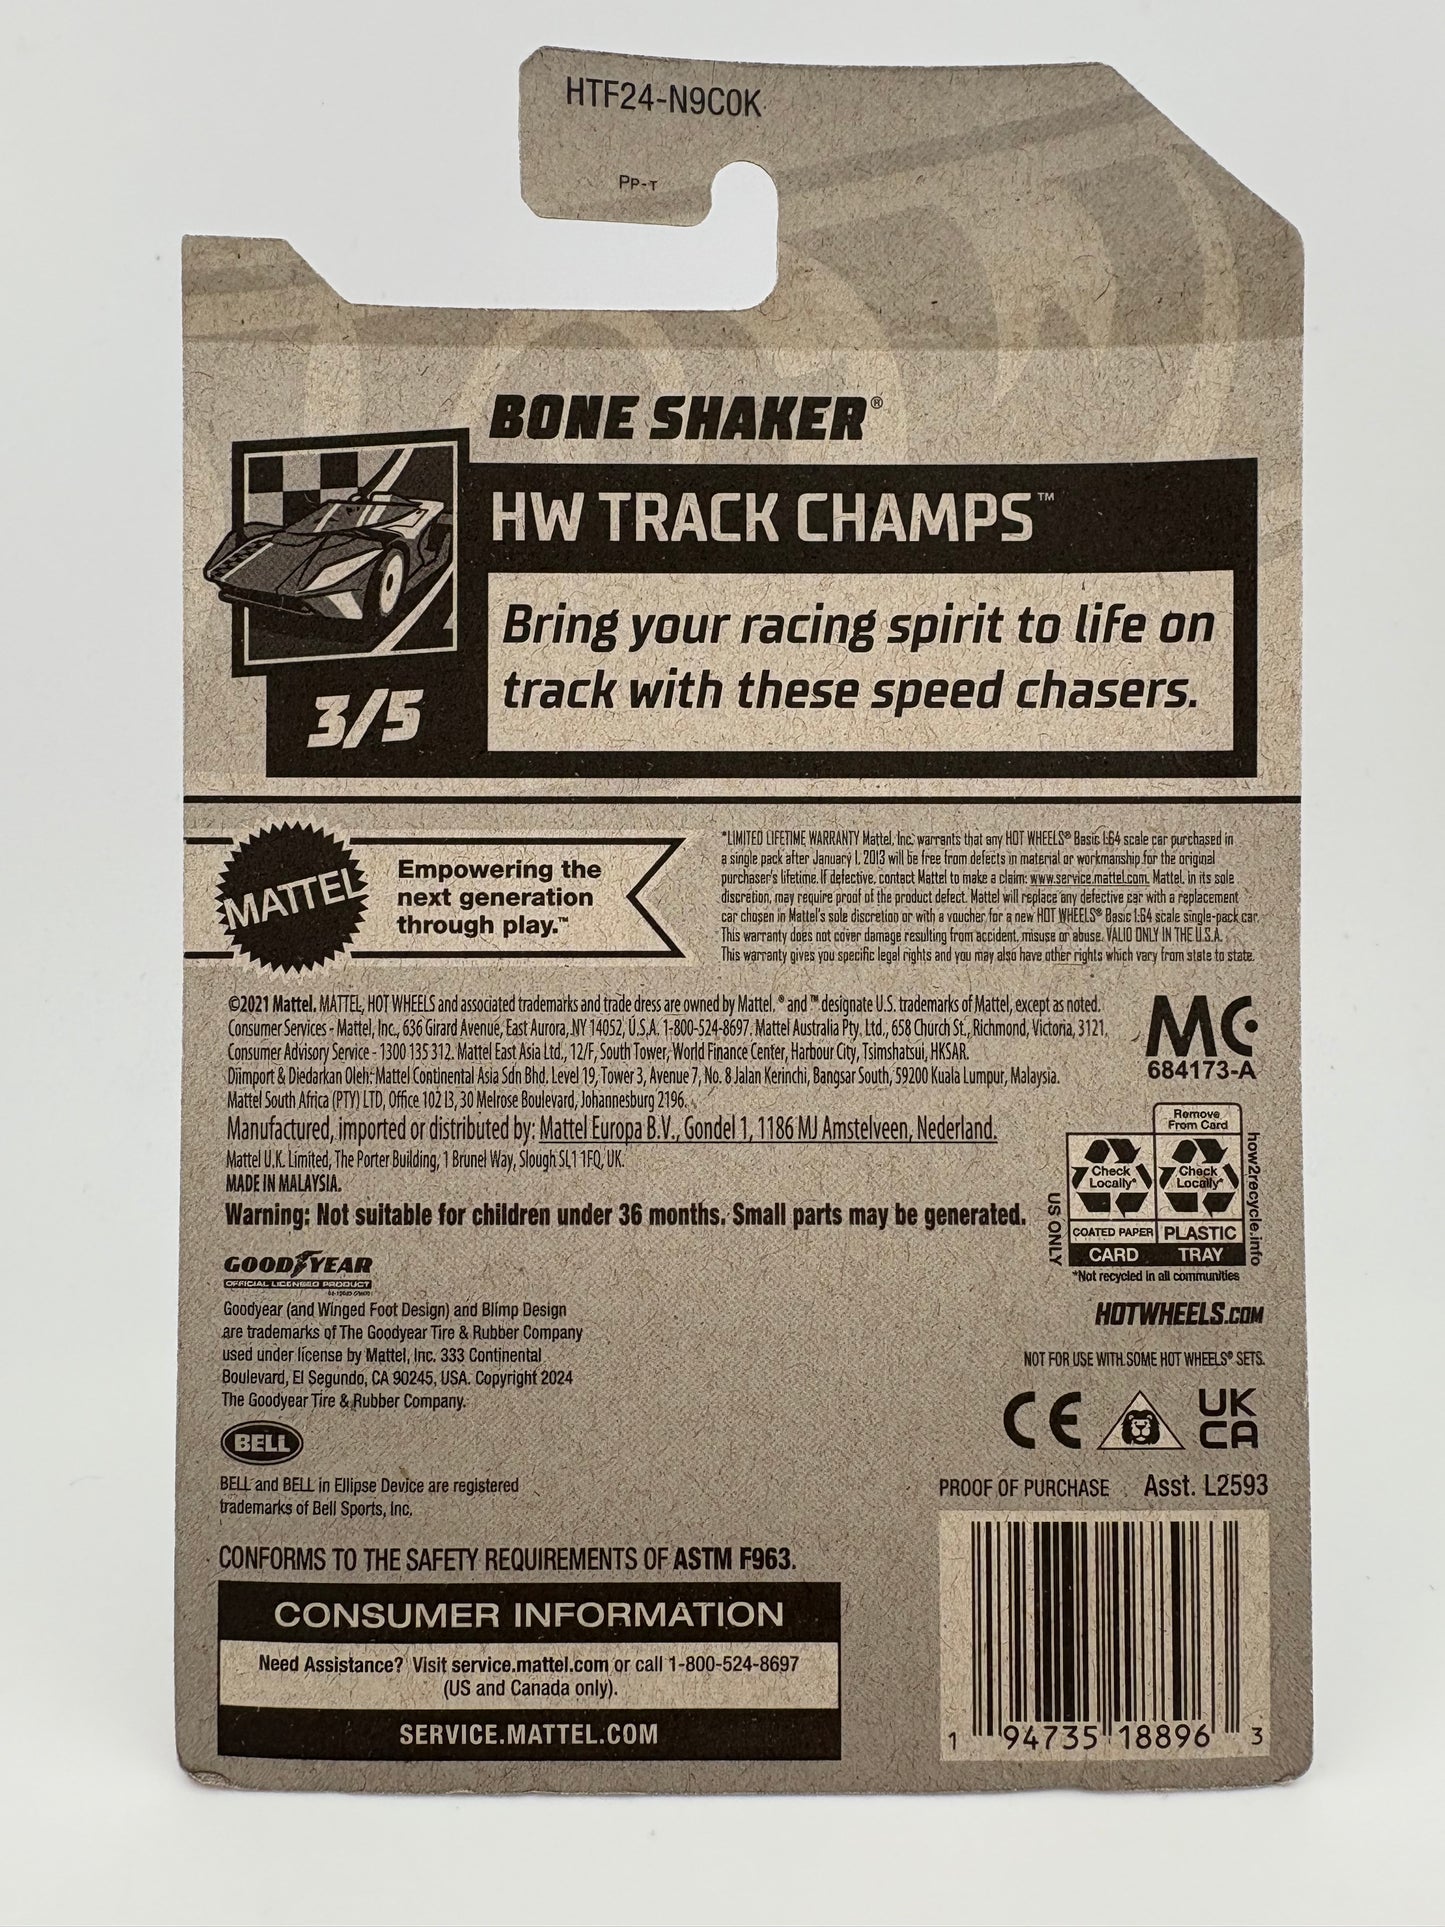 HTF24-N9C0K
PP-T
BONE SHAKER®
HW TRACK CHAMPS™
Bring your racing spirit to life on
track with these speed chasers.
3/5
MATTEL
Empowering the
next generation
through play.™
*LIMITED LIFETIME WARRANTY Mattel, Inc. warrants that any HOT WHEELS® Basic 1:64 scale car purchased in
a single pack after January 1, 2013 will be free from defects in material or workmanship for the original
purchaser's lifetime. If defective, contact Mattel to make a claim: www.service.mattel.com. Mattel, in its sole
discretion, may require proof of the product defect. Mattel will replace any defective car with a replacement
car chosen in Mattel's sole discretion or with a voucher for a new HOT WHEELS® Basic 1:64 scale single-pack car.
This warranty does not cover damage resulting from accident, misuse or abuse. VALID ONLY IN THE U.S.A.
This warranty gives you specific legal rights and you may also have other rights which vary from state to state.
©2021 Mattel. MATTEL, HOT WHEELS and associated trademarks and trade dress are owned by Mattel. ® and ™ designate U.S. trademarks of Mattel, except as noted.
Consumer Services - Mattel, Inc., 636 Girard Avenue, East Aurora, NY 14052, U.S.A. 1-800-524-8697. Mattel Australia Pty. Ltd., 658 Church St., Richmond, Victoria, 3121.
Consumer Advisory Service - 1300 135 312. Mattel East Asia Ltd., 12/F, South Tower, World Finance Center, Harbour City, Tsimshatsui, HKSAR.
Diimport & Diedarkan Oleh: Mattel Continental Asia Sdn Bhd. Level 19, Tower 3, Avenue 7, No. 8 Jalan Kerinchi, Bangsar South, 59200 Kuala Lumpur, Malaysia.
Mattel South Africa (PTY) LTD, Office 102 I3, 30 Melrose Boulevard, Johannesburg 2196.
Manufactured, imported or distributed by: Mattel Europa B.V., Gondel 1, 1186 MJ Amstelveen, Nederland.
Mattel U.K. Limited, The Porter Building, 1 Brunel Way, Slough SL1 1FQ, UK.
MADE IN MALAYSIA.
Warning: Not suitable for children under 36 months. Small parts may be generated.
MC
684173-A
Remove
From Card
Check
Locally*
Check
Locally*
COATED PAPER
PLASTIC
CARD
TRAY
US ONLY
how2recycle.info
*Not recycled in all communities
HOTWHEELS.COM
NOT FOR USE WITH SOME HOT WHEELS® SETS.
CE
UK
CA
GOODYEAR
OFFICIAL LICENSED PRODUCT
Goodyear (and Winged Foot Design) and Blimp Design
are trademarks of The Goodyear Tire & Rubber Company
used under license by Mattel, Inc. 333 Continental
Boulevard, El Segundo, CA 90245, USA. Copyright 2024
The Goodyear Tire & Rubber Company.
BELL
BELL and BELL in Ellipse Device are registered
trademarks of Bell Sports, Inc.
PROOF OF PURCHASE Asst. L2593
CONFORMS TO THE SAFETY REQUIREMENTS OF ASTM F963.
CONSUMER INFORMATION
Need Assistance? Visit service.mattel.com or call 1-800-524-8697
(US and Canada only).
SERVICE.MATTEL.COM
1 94735 18896 3